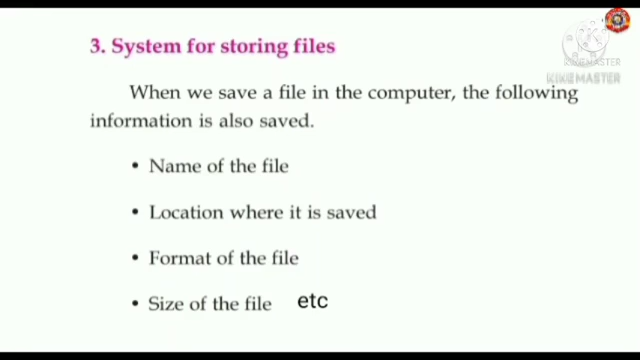 KINEMASTER
KINEMASTER
3. System for storing files
When we save a file in the computer, the following
information is also saved.
• Name of the file
• Location where it is saved
• Format of the file
• Size of the file etc